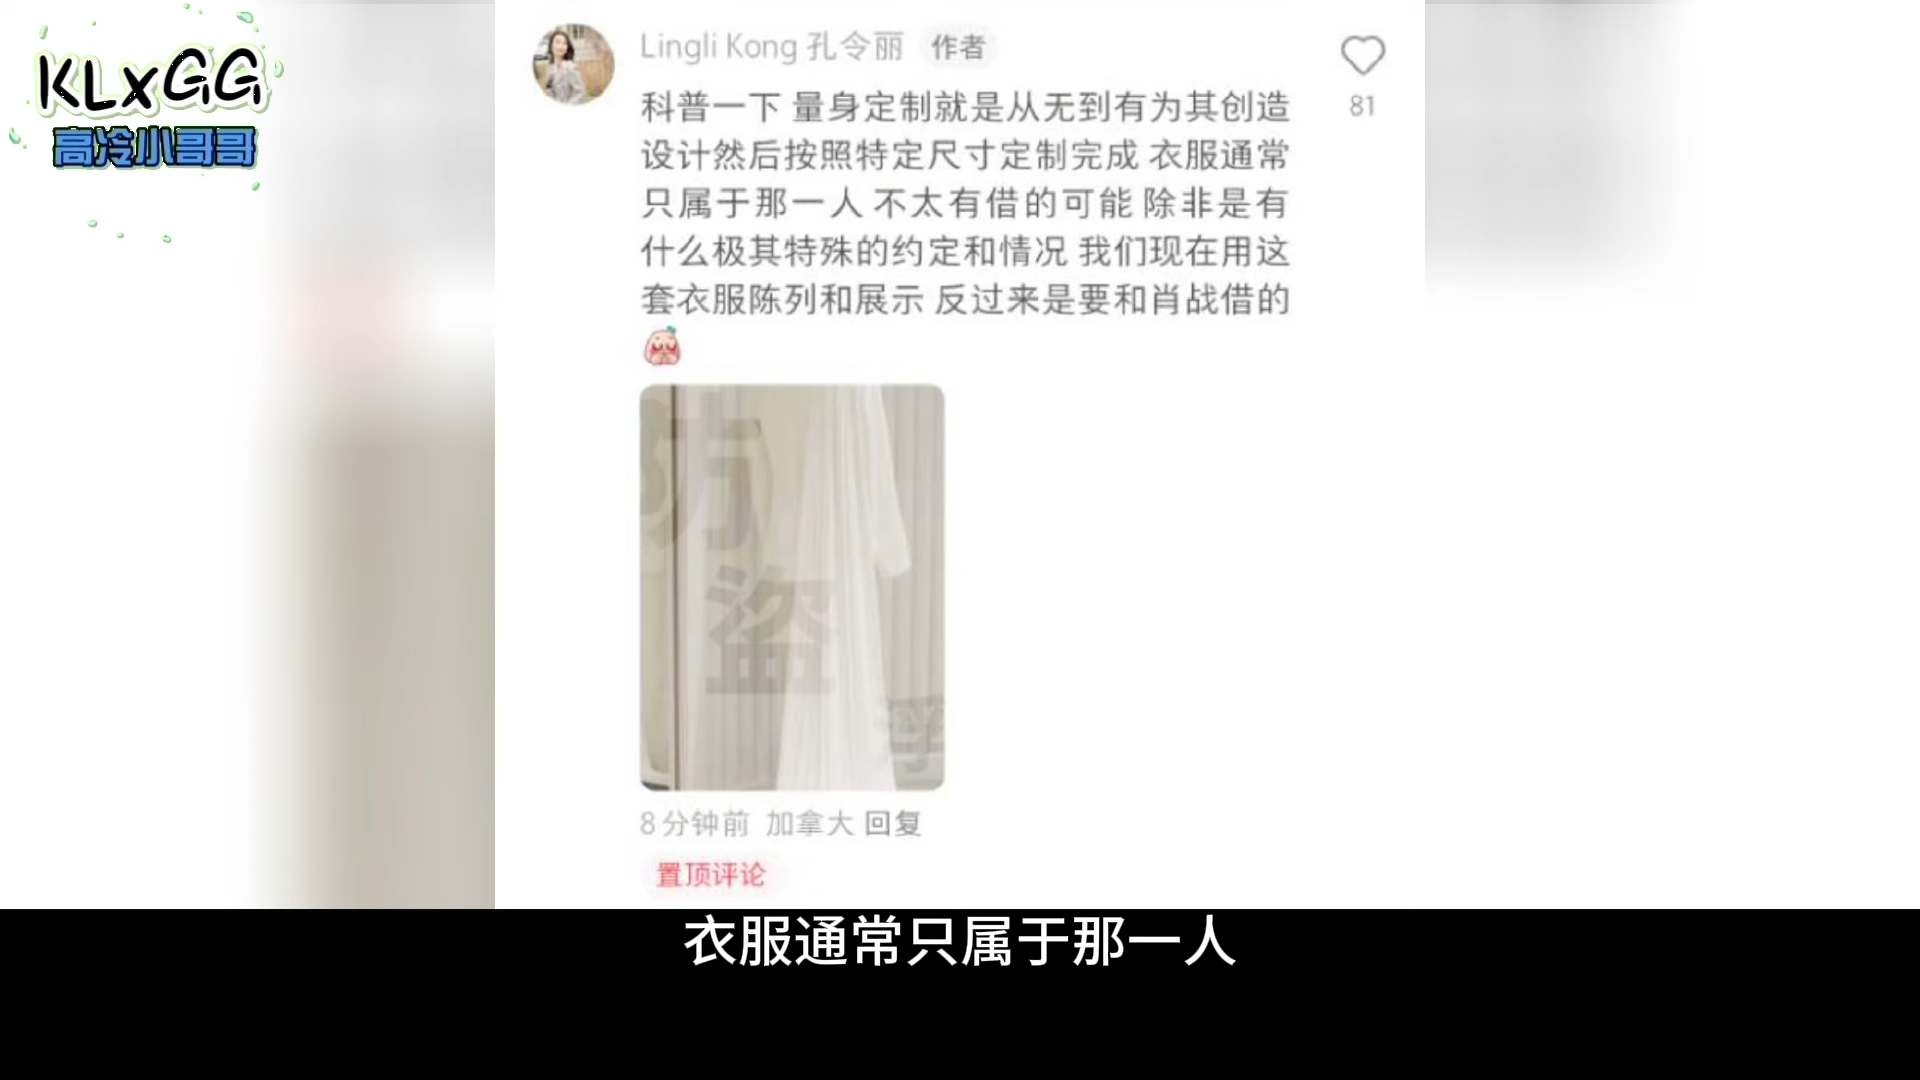 KLxGG
高冷小哥哥
Lingli Kong 孔令丽 作者
81
科普一下 量身定制就是从无到有为其创造
设计然后按照特定尺寸定制完成 衣服通常
只属于那一人 不太有借的可能 除非是有
什么极其特殊的约定和情况 我们现在用这
套衣服陈列和展示 反过来是要和肖战借的
防
盗
浮
8分钟前 加拿大 回复
置顶评论
衣服通常只属于那一人